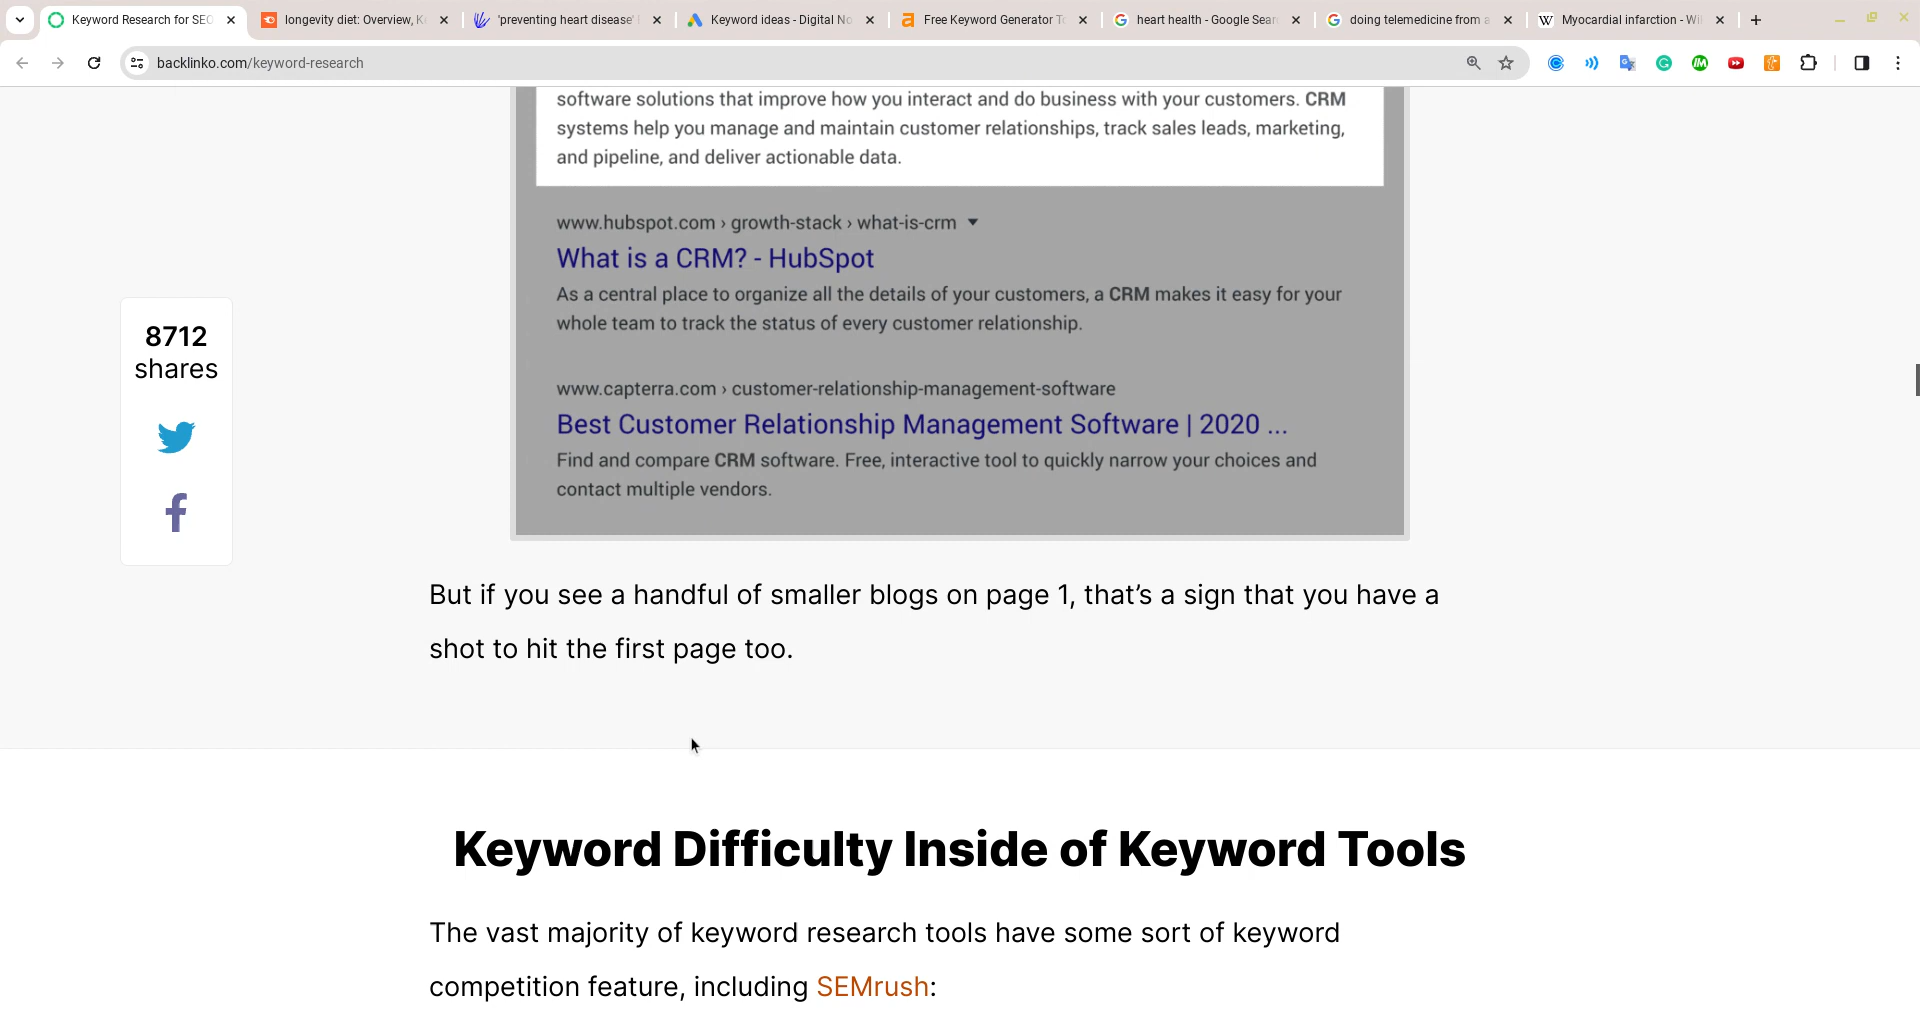 Keyword Research for SEO
longevity diet: Overview, K
'preventing heart disease'
Keyword ideas - Digital No
Free Keyword Generator To
heart health - Google Sear
doing telemedicine from a
Myocardial infarction - Wi
backlinko.com/keyword-research
software solutions that improve how you interact and do business with your customers. CRM
systems help you manage and maintain customer relationships, track sales leads, marketing,
and pipeline, and deliver actionable data.
www.hubspot.com › growth-stack › what-is-crm
What is a CRM? - HubSpot
As a central place to organize all the details of your customers, a CRM makes it easy for your
whole team to track the status of every customer relationship.
www.capterra.com › customer-relationship-management-software
Best Customer Relationship Management Software | 2020 ...
Find and compare CRM software. Free, interactive tool to quickly narrow your choices and
contact multiple vendors.
8712
shares
But if you see a handful of smaller blogs on page 1, that’s a sign that you have a
shot to hit the first page too.
Keyword Difficulty Inside of Keyword Tools
The vast majority of keyword research tools have some sort of keyword
competition feature, including SEMrush: